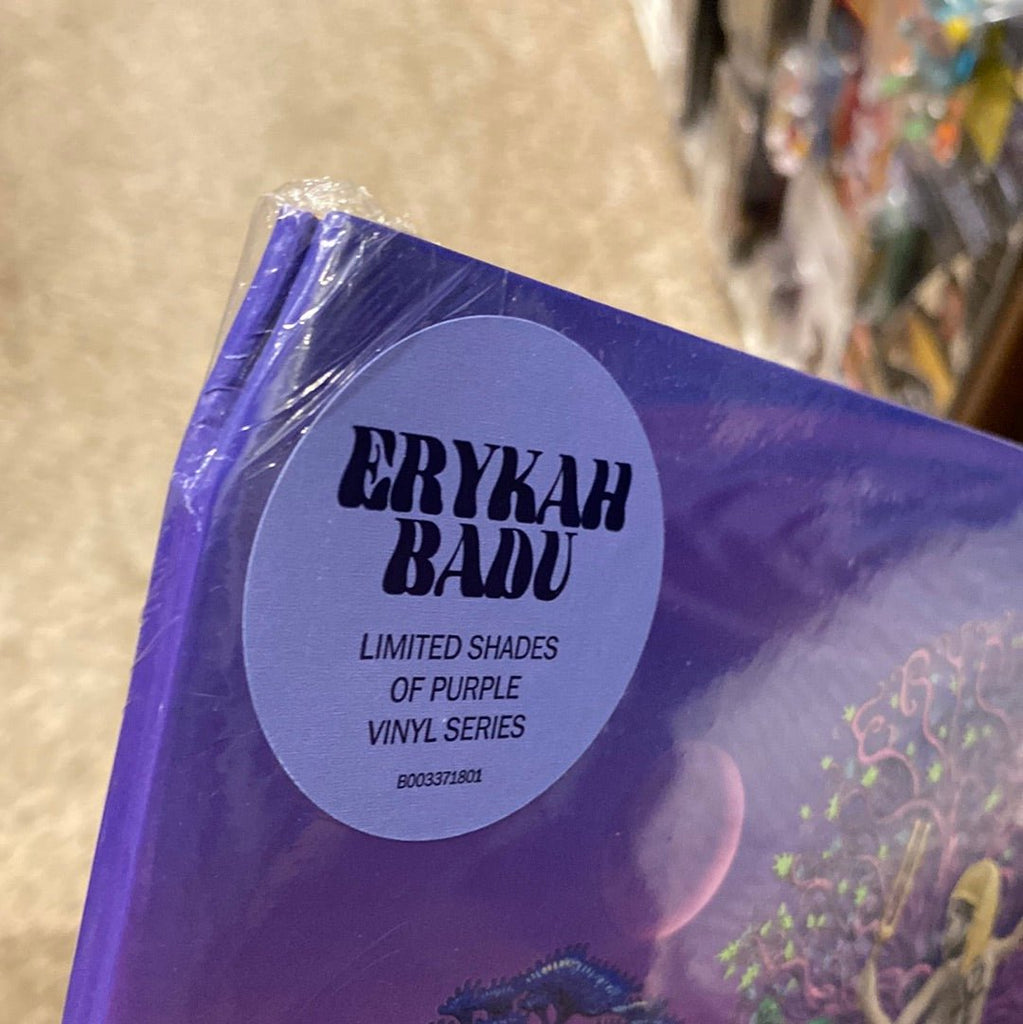 ERYKAH
BADU
LIMITED SHADES
OF PURPLE
VINYL SERIES
B003371801